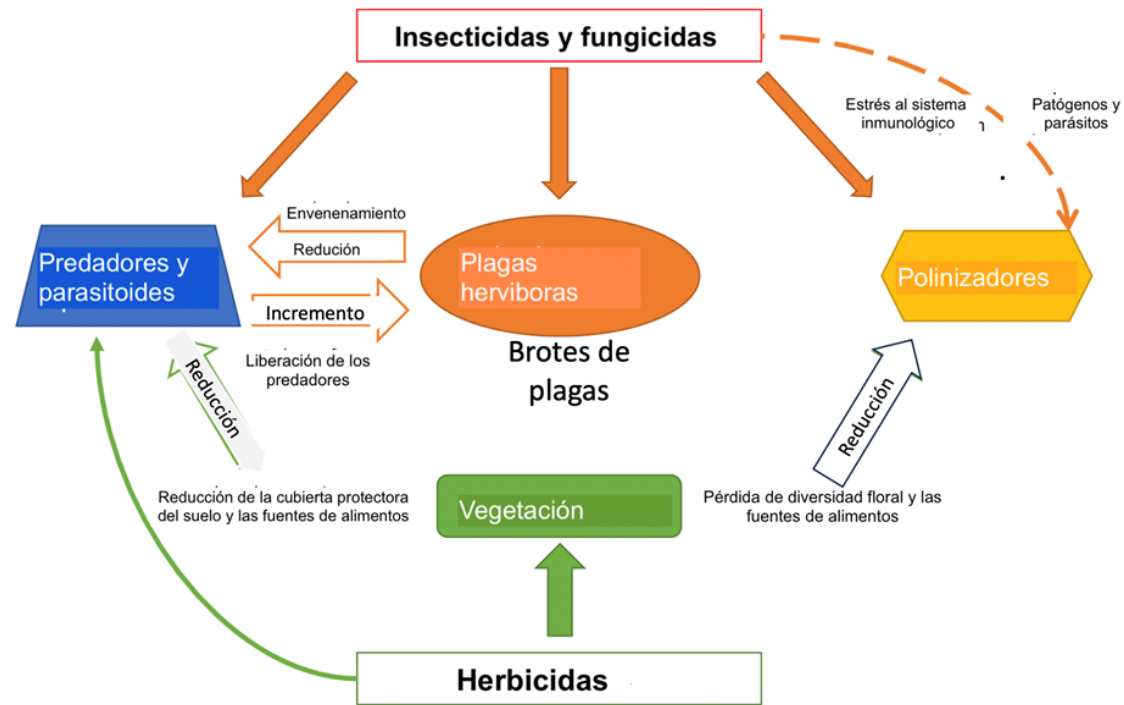 Insecticidas y fungicidas
Estrés al sistema
inmunológico
Patógenos y
parásitos
Envenenamiento
Redución
Predadores y
parasitoides
Plagas
herviboras
Polinizadores
Incremento
Liberación de los
predadores
Brotes de
plagas
Reducción
Reducción
Reducción de la cubierta protectora
del suelo y las fuentes de alimentos
Vegetación
Pérdida de diversidad floral y las
fuentes de alimentos
Herbicidas